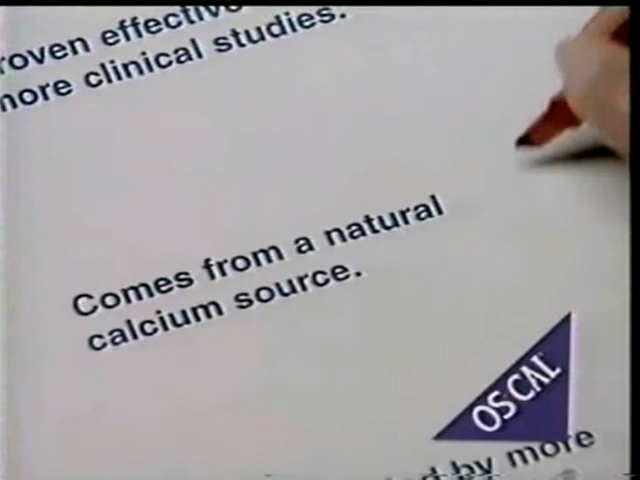 roven effective
more clinical studies.
Comes from a natural
calcium source.
OS·CAL
by more